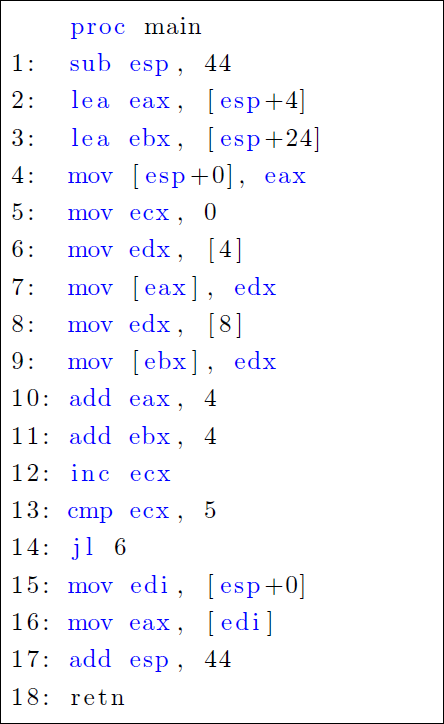 proc main
1: sub esp, 44
2: lea eax, [esp+4]
3: lea ebx, [esp+24]
4: mov [esp+0], eax
5: mov ecx, 0
6: mov edx, [4]
7: mov [eax], edx
8: mov edx, [8]
9: mov [ebx], edx
10: add eax, 4
11: add ebx, 4
12: inc ecx
13: cmp ecx, 5
14: jl 6
15: mov edi, [esp+0]
16: mov eax, [edi]
17: add esp, 44
18: retn